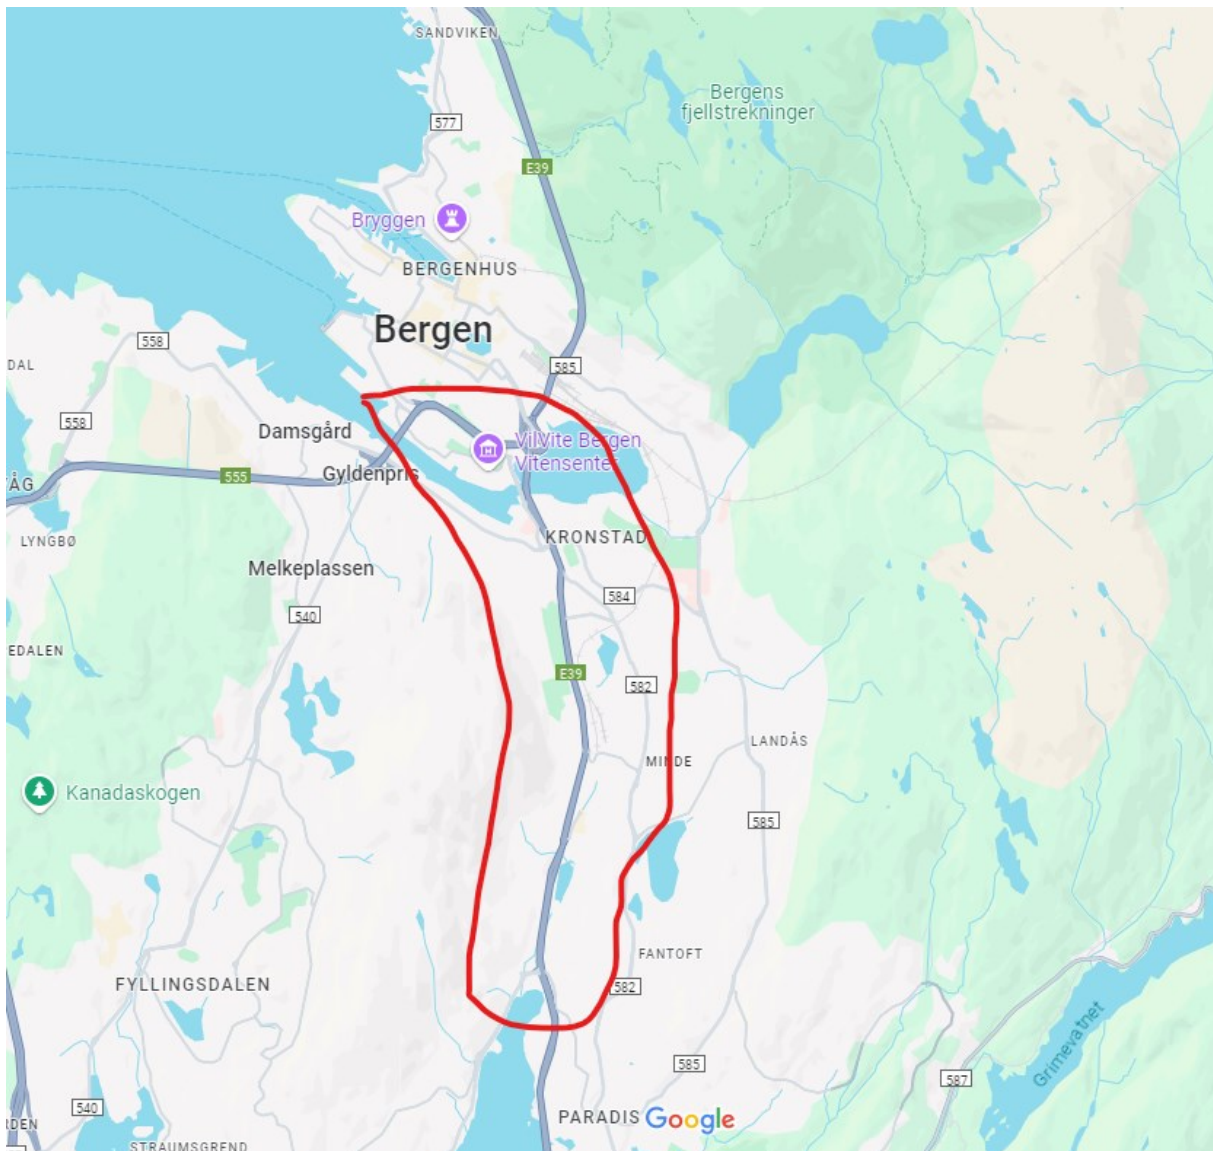 SANDVIKEN
Bergens
fjellstrekninger
577
E39
Bryggen
BERGENHUS
Bergen
558
DAL
585
558
Damsgård
VilVite Bergen
Vitensenter
Gyldenpris
555
ÅG
LYNGBØ
KRONSTAD
Melkeplassen
584
540
EDALEN
E39
582
LANDÅS
MINDE
Kanadaskogen
585
FANTOFT
FYLLINGSDALEN
582
Grimevatnet
585
587
540
PARADIS Google
RDEN
STRAUMSGREND